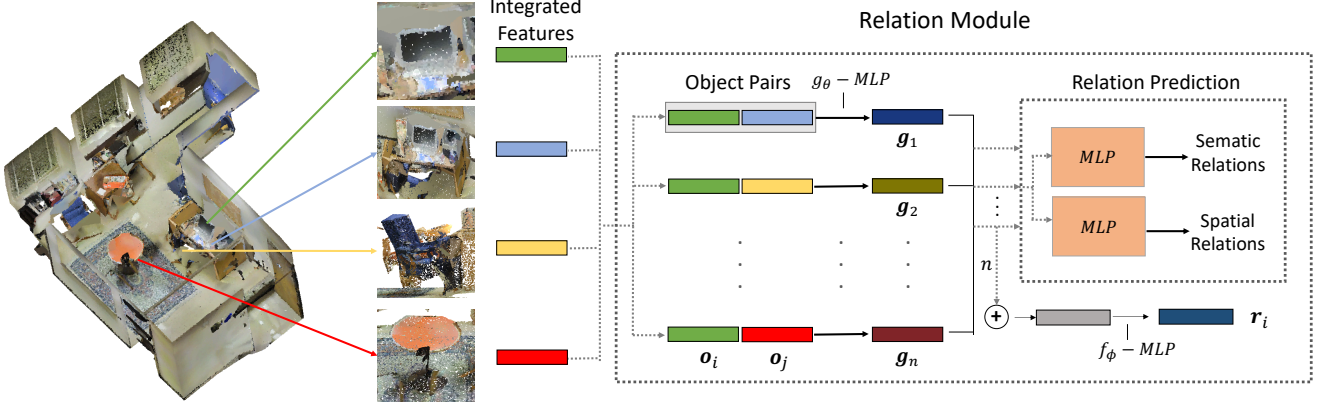 Integrated
Features
Relation Module
Object Pairs
g_θ − MLP
Relation Prediction
g_1
MLP
Sematic
Relations
g_2
MLP
Spatial
Relations
n
+
r_i
o_i
o_j
g_n
f_ϕ − MLP